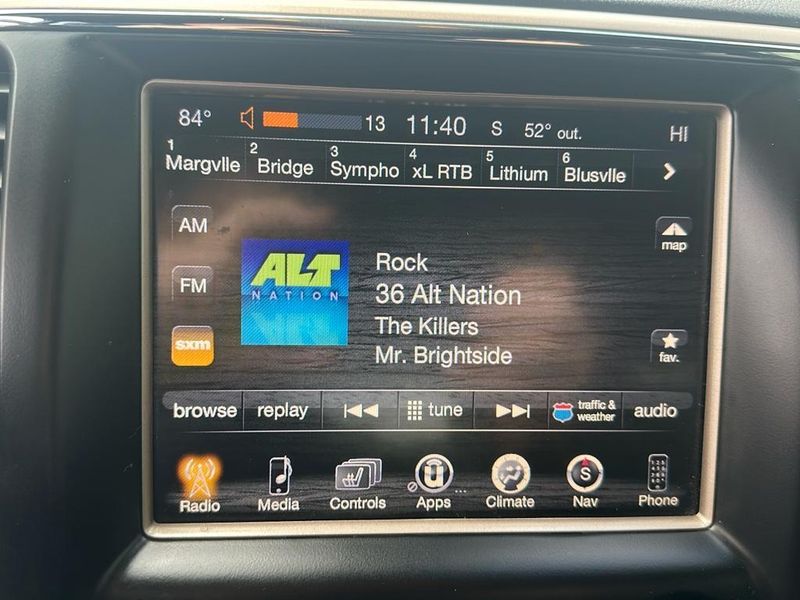 84° 13 11:40 S 52° out. HI
1 Margvlle 2 Bridge 3 Sympho 4 xL RTB 5 Lithium 6 Blusvlle
AM
map
FM
ALT
NATION
Rock
36 Alt Nation
The Killers
Mr. Brightside
sxm
fav.
browse replay tune traffic & weather audio
Radio Media Controls Apps Climate S Nav Phone